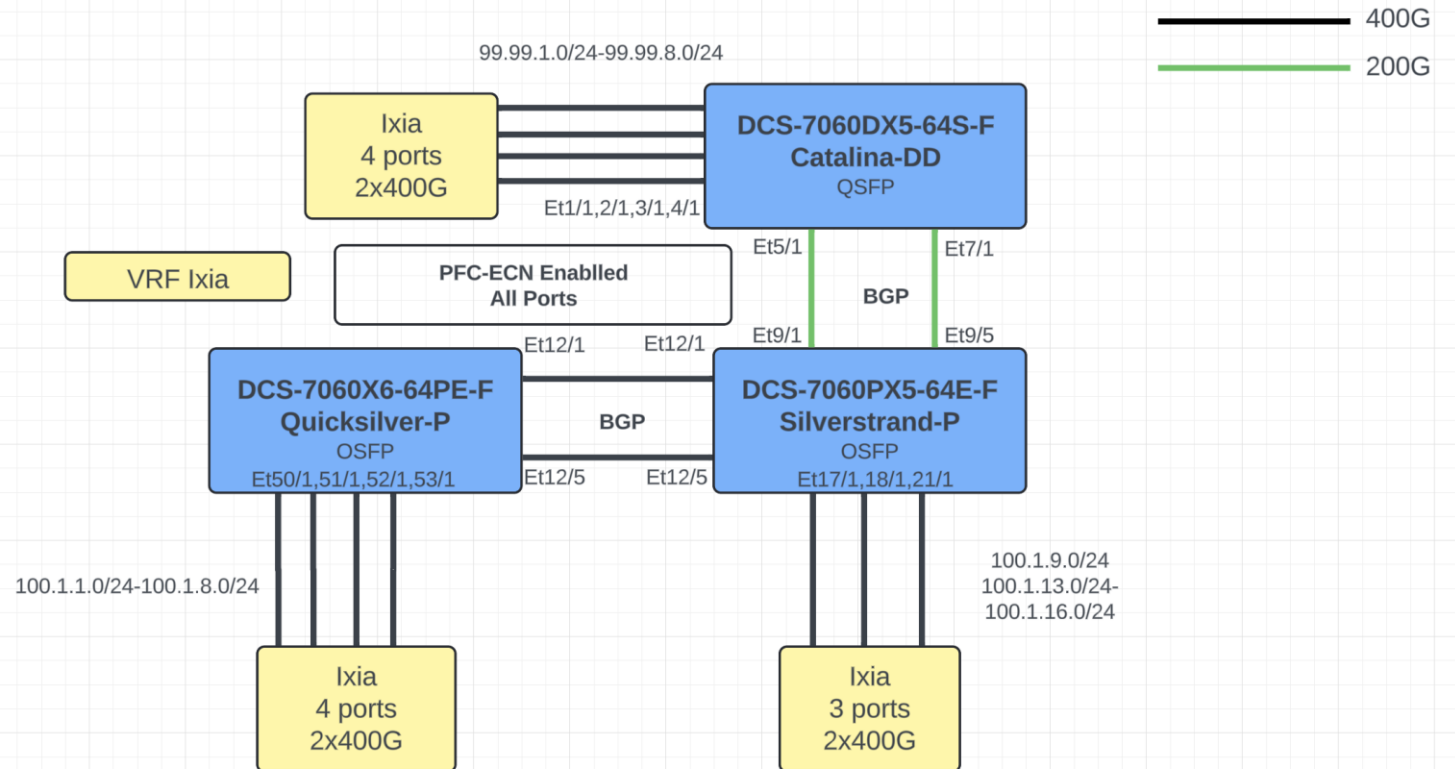 400G
99.99.1.0/24-99.99.8.0/24
200G
Ixia
4 ports
2x400G
DCS-7060DX5-64S-F
Catalina-DD
QSFP
Et1/1,2/1,3/1,4/1
Et5/1
Et7/1
VRF Ixia
PFC-ECN Enablled
All Ports
BGP
Et9/1
Et9/5
Et12/1
Et12/1
DCS-7060X6-64PE-F
Quicksilver-P
OSFP
Et50/1,51/1,52/1,53/1
BGP
DCS-7060PX5-64E-F
Silverstrand-P
OSFP
Et17/1,18/1,21/1
Et12/5
Et12/5
100.1.1.0/24-100.1.8.0/24
100.1.9.0/24
100.1.13.0/24-
100.1.16.0/24
Ixia
4 ports
2x400G
Ixia
3 ports
2x400G